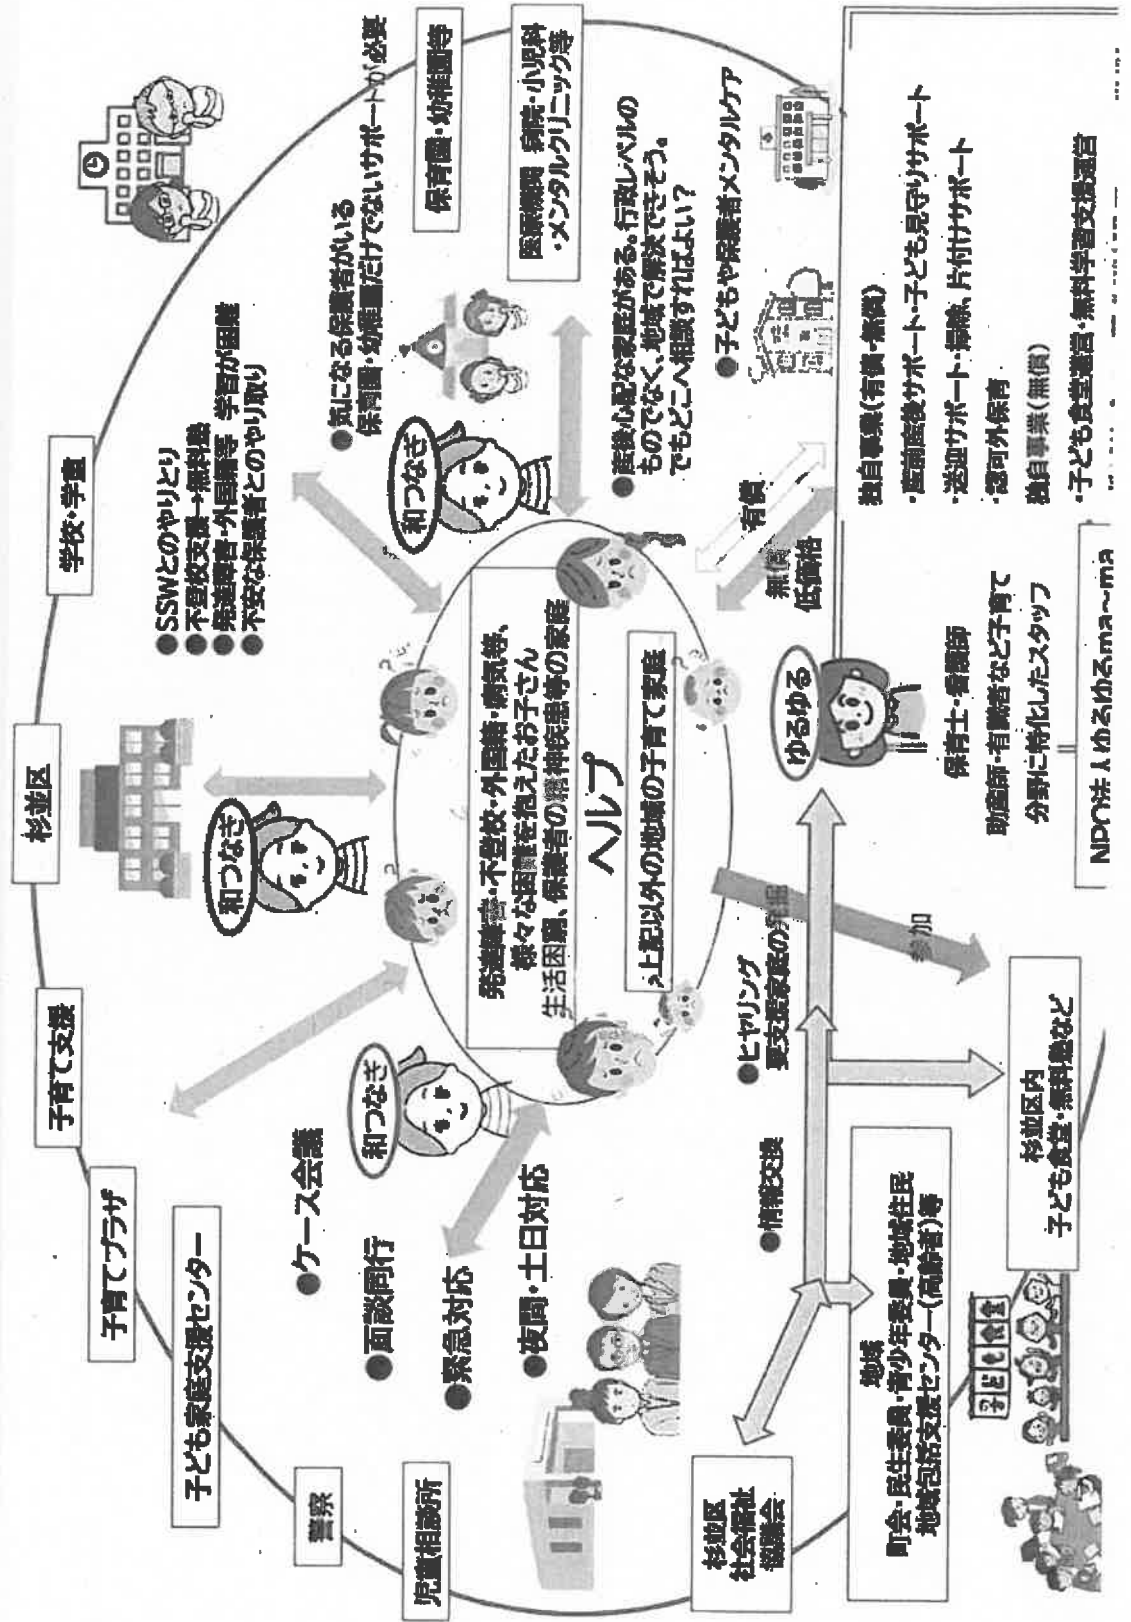 杉並区
子育て支援
子育てプラザ
子ども家庭支援センター
警察
児童相談所
杉並区
社会福祉
協議会
学校・学童
●SSWとのやりとり
●不登校支援→無料塾
●発達障害・外国籍等 学習が困難
●不安な保護者とのやり取り
●気になる保護者がいる
保育園・幼稚園だけでないサポートが必要
保育園・幼稚園等
医療機関 病院・小児科
・メンタルクリニック等
●産後心配な家庭がある。行政レベルの
ものでなく、地域で解決できそう。
でもどこへ相談すればよい?
●子どもや保護者メンタルケア
和つなぎ
和つなぎ
和つなぎ
●ケース会議
●面談同行
●緊急対応
●夜間・土日対応
発達障害・不登校・外国籍・病気等、
様々な困難を抱えたお子さん
生活困窮、保護者の精神疾患等の家庭
ヘルプ
上記以外の地域の子育て家庭
有償
無償
低価格
ゆるゆる
●ヒヤリング
要支援家庭の発掘
●情報交換
参加
地域
町会・民生委員・青少年委員・地域住民
地域包括支援センター(高齢者)等
杉並区内
子ども食堂・無料塾など
子ども食堂
保育士・看護師
助産師・有識者など子育て
分野に特化したスタッフ
NPO法人ゆるゆるma～ma
独自事業(有償・無償)
・産前産後サポート・子ども見守りサポート
・送迎サポート・掃除、片付けサポート
・認可外保育
独自事業(無償)
・子ども食堂運営・無料学習支援運営